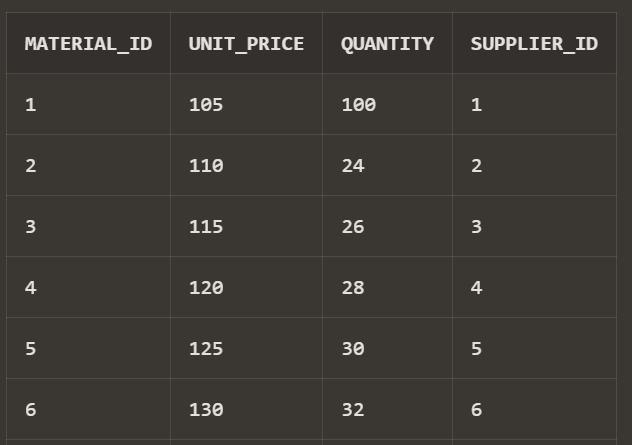 MATERIAL_ID UNIT_PRICE QUANTITY SUPPLIER_ID
1 105 100 1
2 110 24 2
3 115 26 3
4 120 28 4
5 125 30 5
6 130 32 6